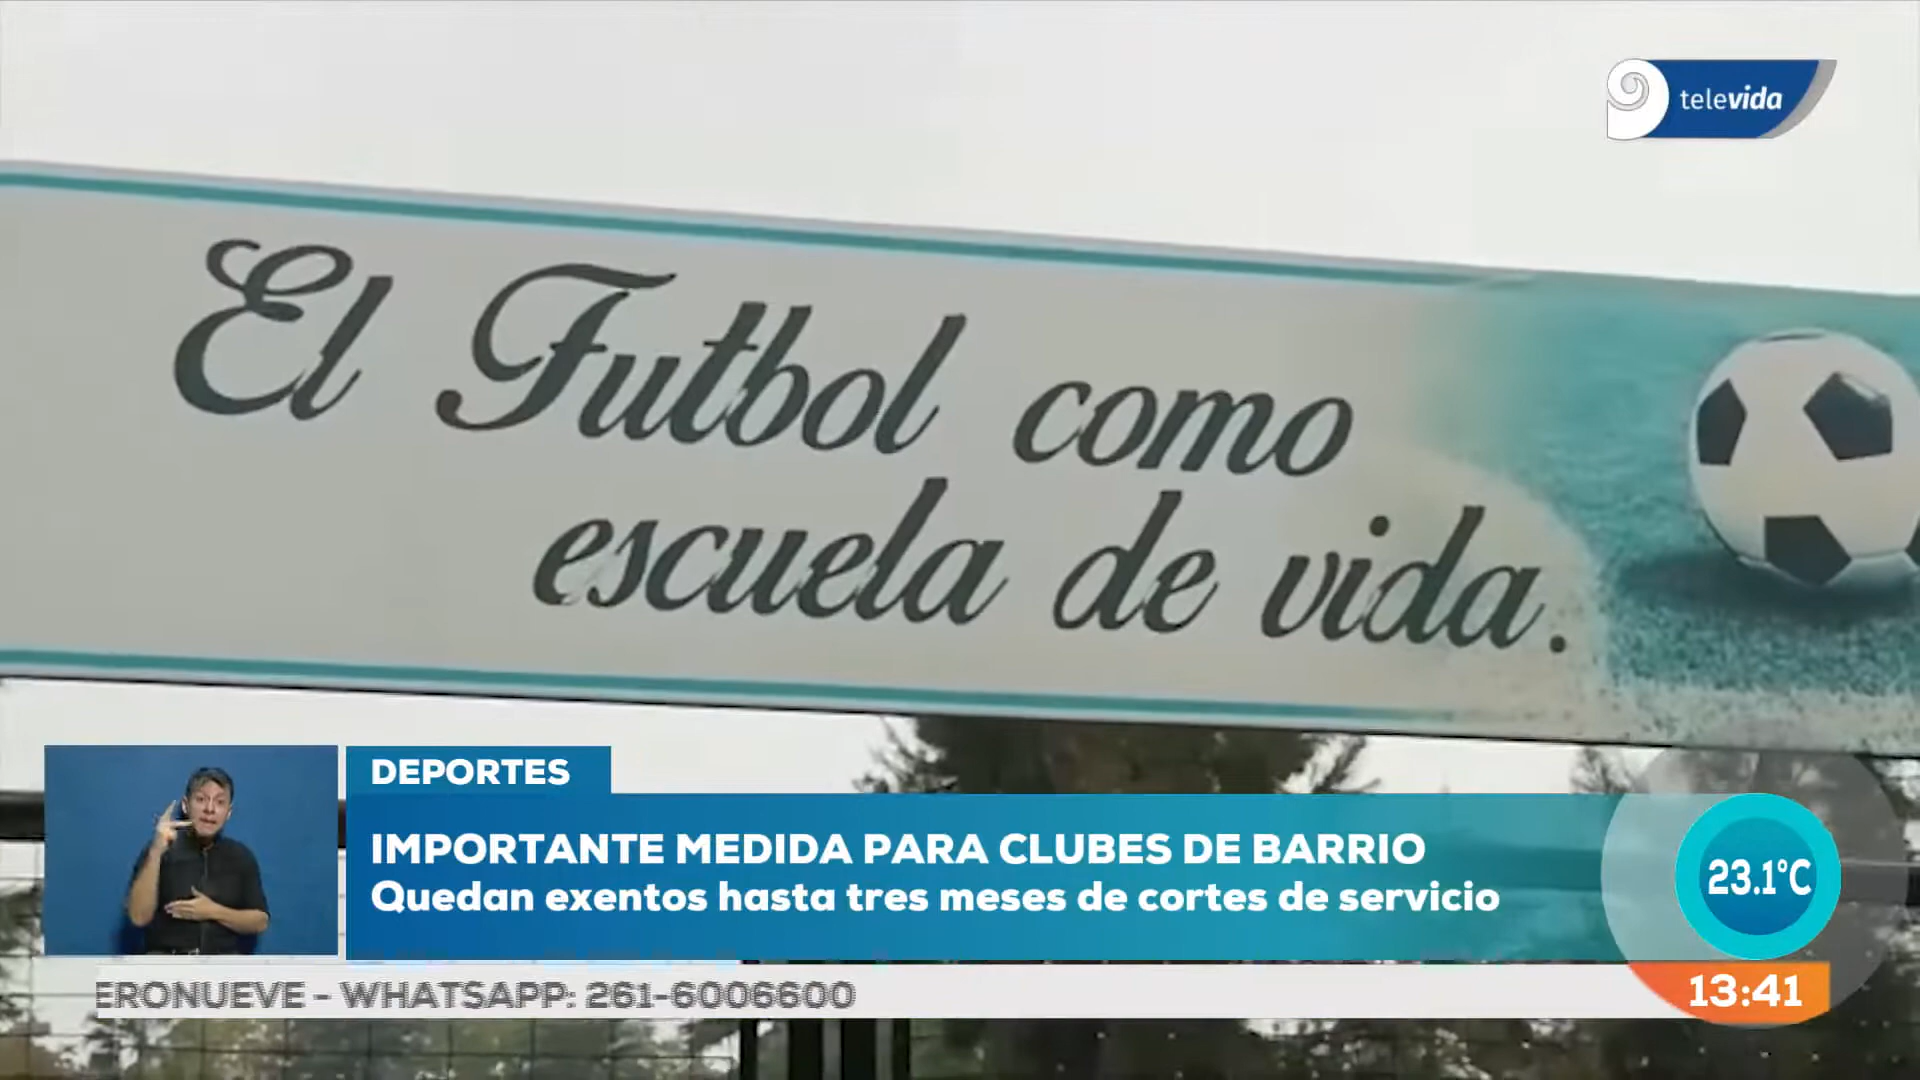 televida
El Futbol como
escuela de vida.
DEPORTES
IMPORTANTE MEDIDA PARA CLUBES DE BARRIO
Quedan exentos hasta tres meses de cortes de servicio
23.1°C
ERONUEVE - WHATSAPP: 261-6006600
13:41